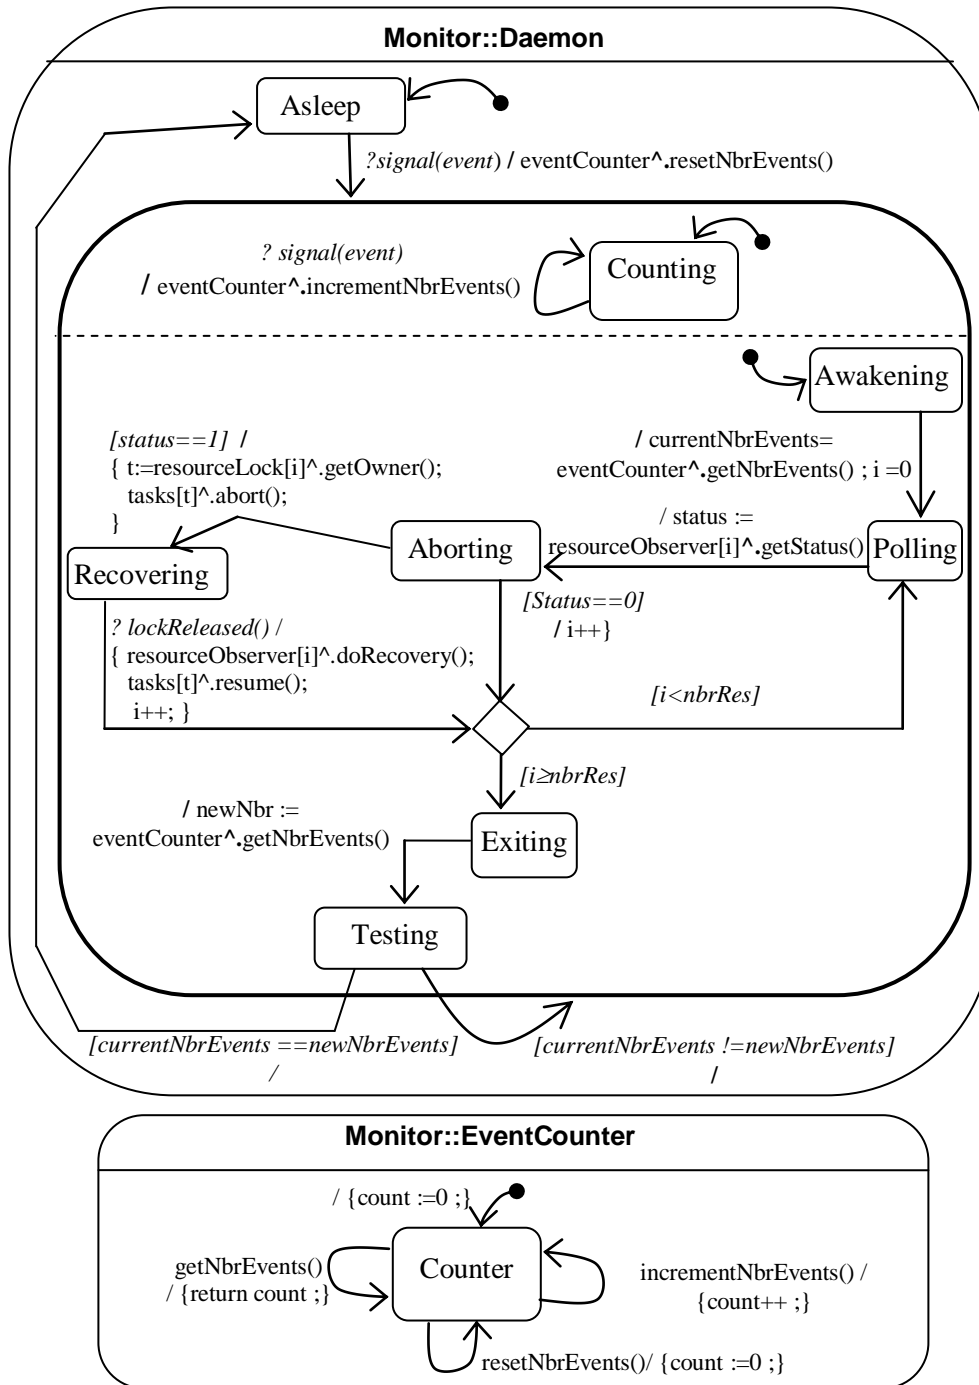 Monitor::Daemon
Asleep
?signal(event) / eventCounter^.resetNbrEvents()
? signal(event)
/ eventCounter^.incrementNbrEvents()
Counting
Awakening
[status==1] /
{ t:=resourceLock[i]^.getOwner();
tasks[t]^.abort();
}
/ currentNbrEvents=
eventCounter^.getNbrEvents() ; i =0
/ status :=
resourceObserver[i]^.getStatus()
Aborting
Polling
Recovering
[Status==0]
/ i++}
? lockReleased() /
{ resourceObserver[i]^.doRecovery();
tasks[t]^.resume();
i++; }
[i<nbrRes]
[i≥nbrRes]
/ newNbr :=
eventCounter^.getNbrEvents()
Exiting
Testing
[currentNbrEvents ==newNbrEvents]
/
[currentNbrEvents !=newNbrEvents]
/
Monitor::EventCounter
/ {count :=0 ;}
getNbrEvents()
/ {return count ;}
Counter
incrementNbrEvents() /
{count++ ;}
resetNbrEvents()/ {count :=0 ;}